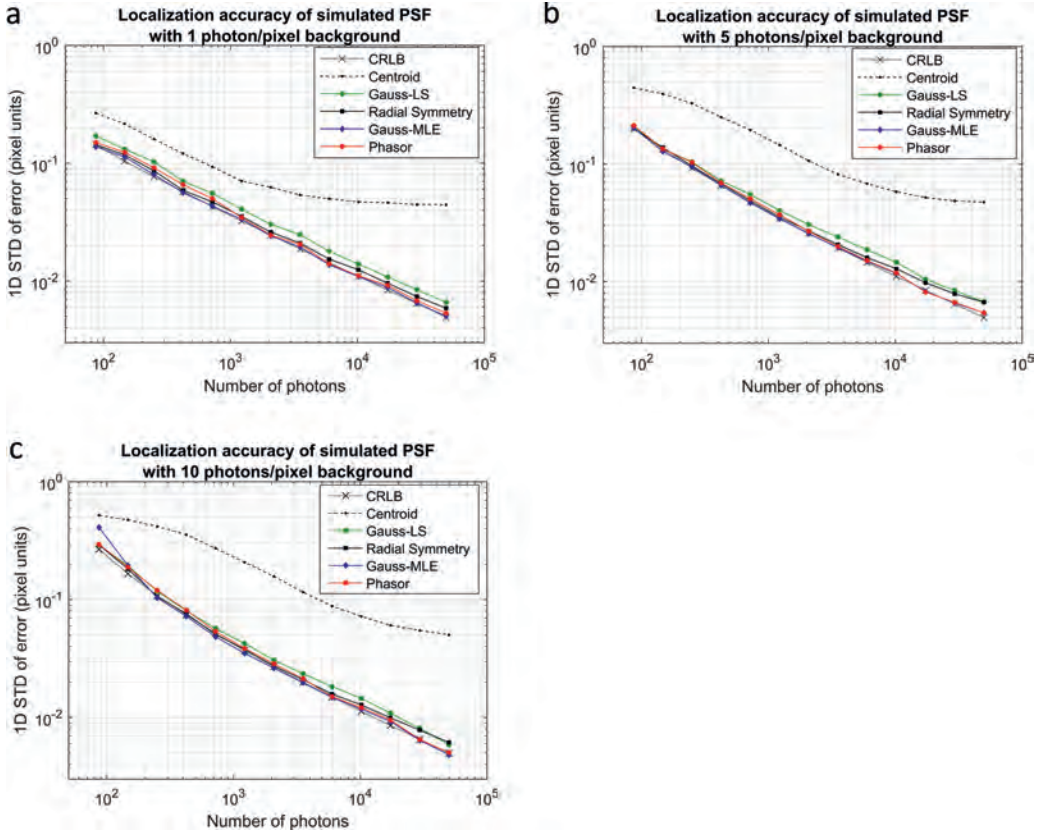 a
Localization accuracy of simulated PSF
with 1 photon/pixel background
10^0
10^-1
10^-2
1D STD of error (pixel units)
CRLB
Centroid
Gauss-LS
Radial Symmetry
Gauss-MLE
Phasor
10^2
10^3
10^4
10^5
Number of photons
b
Localization accuracy of simulated PSF
with 5 photons/pixel background
10^0
10^-1
10^-2
1D STD of error (pixel units)
CRLB
Centroid
Gauss-LS
Radial Symmetry
Gauss-MLE
Phasor
10^2
10^3
10^4
10^5
Number of photons
c
Localization accuracy of simulated PSF
with 10 photons/pixel background
10^0
10^-1
10^-2
1D STD of error (pixel units)
CRLB
Centroid
Gauss-LS
Radial Symmetry
Gauss-MLE
Phasor
10^2
10^3
10^4
10^5
Number of photons